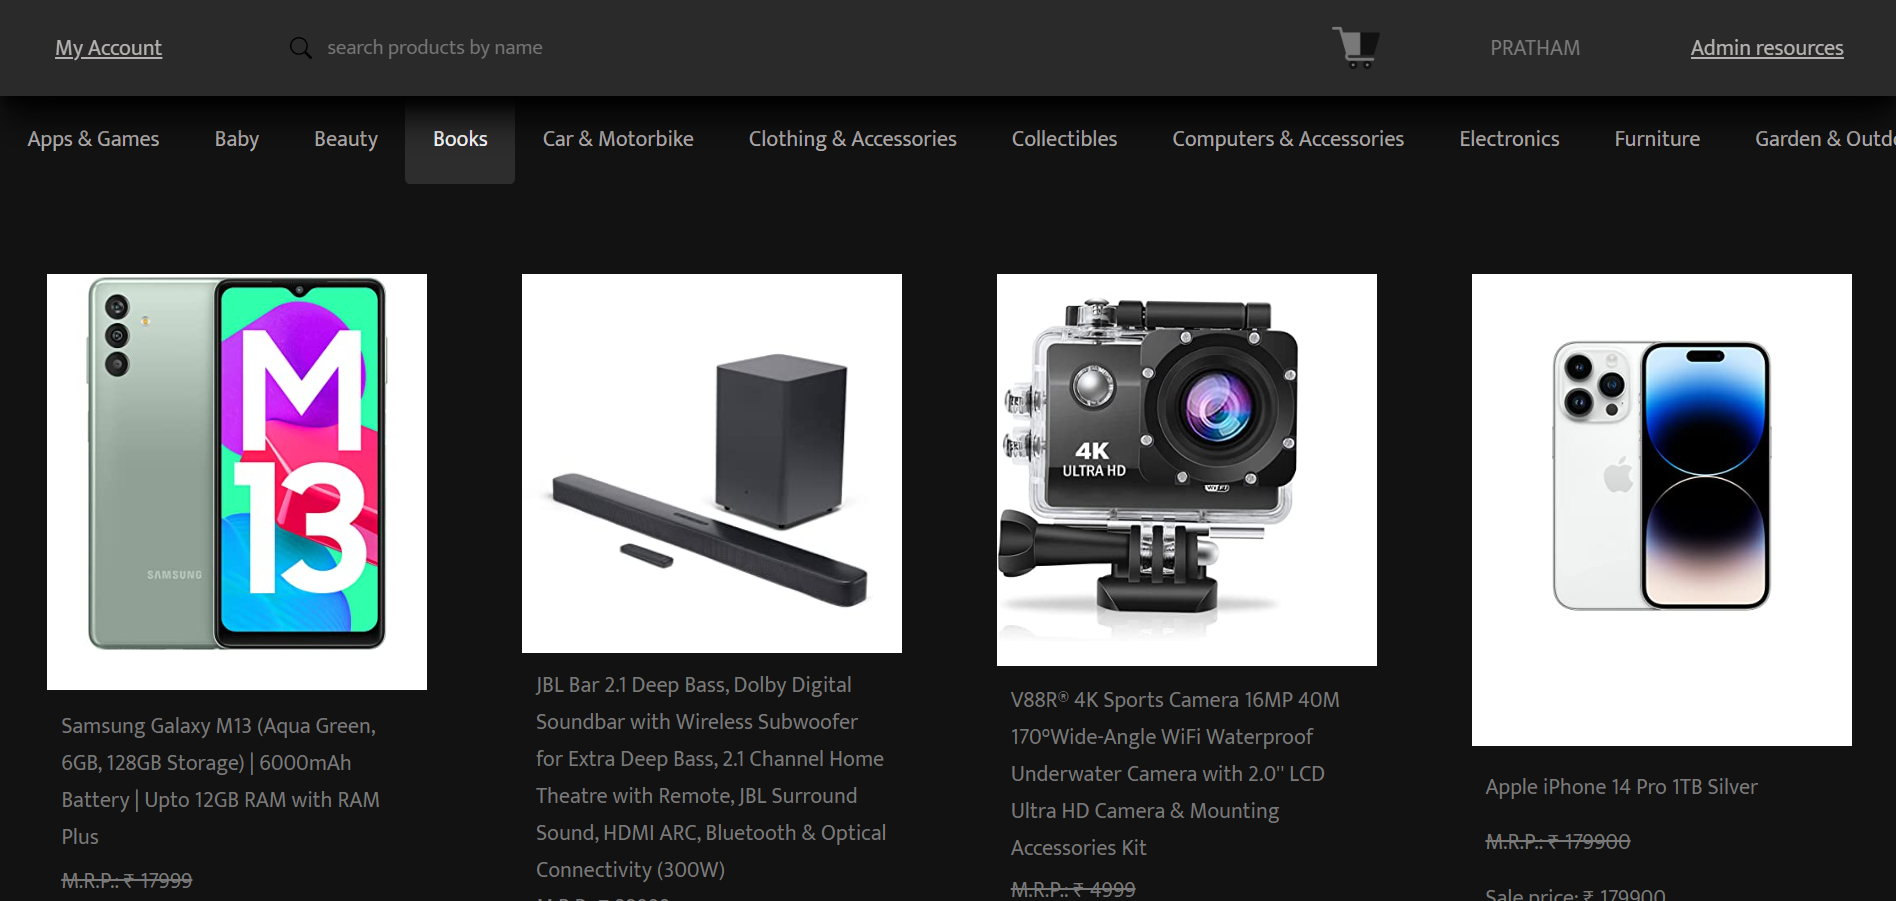 My Account
search products by name
PRATHAM
Admin resources
Apps & Games
Baby
Beauty
Books
Car & Motorbike
Clothing & Accessories
Collectibles
Computers & Accessories
Electronics
Furniture
Garden &
M
13
SAMSUNG
4K
ULTRA HD
WiFi
Samsung Galaxy M13 (Aqua Green,
6GB, 128GB Storage) | 6000mAh
Battery | Upto 12GB RAM with RAM
Plus
M.R.P.: ₹ 17999
JBL Bar 2.1 Deep Bass, Dolby Digital
Soundbar with Wireless Subwoofer
for Extra Deep Bass, 2.1 Channel Home
Theatre with Remote, JBL Surround
Sound, HDMI ARC, Bluetooth & Optical
Connectivity (300W)
V88R® 4K Sports Camera 16MP 40M
170°Wide-Angle WiFi Waterproof
Underwater Camera with 2.0" LCD
Ultra HD Camera & Mounting
Accessories Kit
M.R.P.: ₹ 4999
Apple iPhone 14 Pro 1TB Silver
M.R.P.: ₹ 179900
Sale price: ₹ 179900